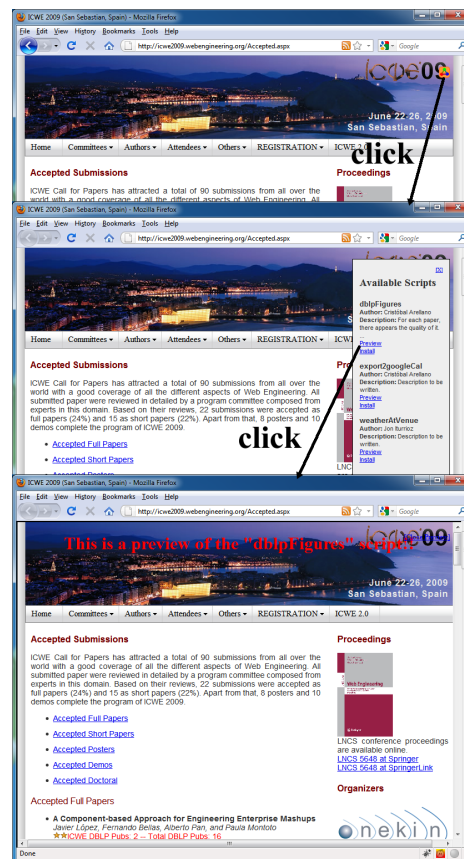 ICWE 2009 (San Sebastian, Spain) - Mozilla Firefox
File Edit View History Bookmarks Tools Help
http://icwe2009.webengineering.org/Accepted.aspx
Google
icwe'09
June 22-26, 2009
San Sebastian, Spain
Home Committees Authors Attendees Others REGISTRATION ICWE 2.0
click
Accepted Submissions
Proceedings
ICWE Call for Papers has attracted a total of 90 submissions from all over the
world with a good coverage of all the different aspects of Web Engineering. All
ICWE 2009 (San Sebastian, Spain) - Mozilla Firefox
File Edit View History Bookmarks Tools Help
http://icwe2009.webengineering.org/Accepted.aspx
Google
Available Scripts
dblpFigures
Author: Cristóbal Arellano
Description: For each paper,
there appears the quality of it.
...
Preview
Install
export2googleCal
Author: Cristóbal Arellano
Description: Description to be
written.
Preview
Install
weatherAtVenue
Author: Jon Iturrioz
Description: Description to be
written.
Preview
Install
Home Committees Authors Attendees Others REGISTRATION
Accepted Submissions
ICWE Call for Papers has attracted a total of 90 submissions from all over the
world with a good coverage of all the different aspects of Web Engineering. All
submitted paper were reviewed in detailed by a program committee composed from
experts in this domain. Based on their reviews, 22 submissions were accepted as
full papers (24%) and 15 as short papers (22%). Apart from that, 8 posters and 10
demos complete the program of ICWE 2009.
click
Accepted Full Papers
Accepted Short Papers
Accepted Posters
LNCS
ICWE 2009 (San Sebastian, Spain) - Mozilla Firefox
File Edit View History Bookmarks Tools Help
http://icwe2009.webengineering.org/Accepted.aspx
Google
This is a preview of the "dblpFigures" script.
icwe'09
June 22-26, 2009
San Sebastian, Spain
Home Committees Authors Attendees Others REGISTRATION ICWE 2.0
Accepted Submissions
ICWE Call for Papers has attracted a total of 90 submissions from all over the
world with a good coverage of all the different aspects of Web Engineering. All
submitted paper were reviewed in detailed by a program committee composed from
experts in this domain. Based on their reviews, 22 submissions were accepted as
full papers (24%) and 15 as short papers (22%). Apart from that, 8 posters and 10
demos complete the program of ICWE 2009.
Accepted Full Papers
Accepted Short Papers
Accepted Posters
Accepted Demos
Accepted Doctoral
Proceedings
Web Engineering
LNCS conference proceedings
are available online.
LNCS 5648 at Springer
LNCS 5648 at SpringerLink
Organizers
onekin
Accepted Full Papers
A Component-based Approach for Engineering Enterprise Mashups
Javier López, Fernando Bellas, Alberto Pan, and Paula Montoto
ICWE DBLP Pubs: 2 -- Total DBLP Pubs: 16
Done